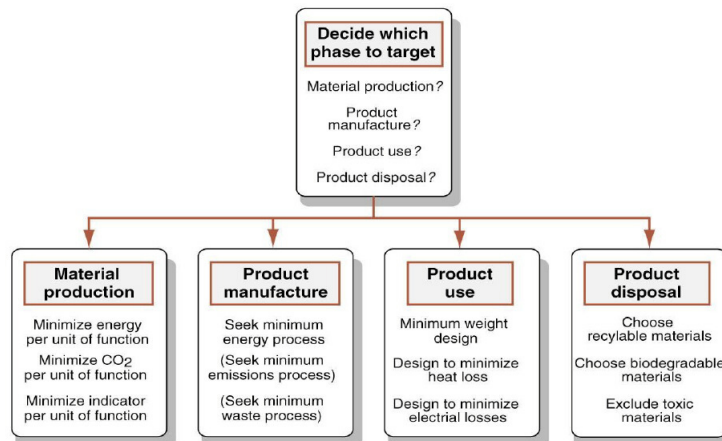 Decide which
phase to target
Material production?
Product
manufacture?
Product use?
Product disposal?
Material
production
Minimize energy
per unit of function
Minimize CO2
per unit of function
Minimize indicator
per unit of function
Product
manufacture
Seek minimum
energy process
(Seek minimum
emissions process)
(Seek minimum
waste process)
Product
use
Minimum weight
design
Design to minimize
heat loss
Design to minimize
electrial losses
Product
disposal
Choose
recylable materials
Choose biodegradable
materials
Exclude toxic
materials